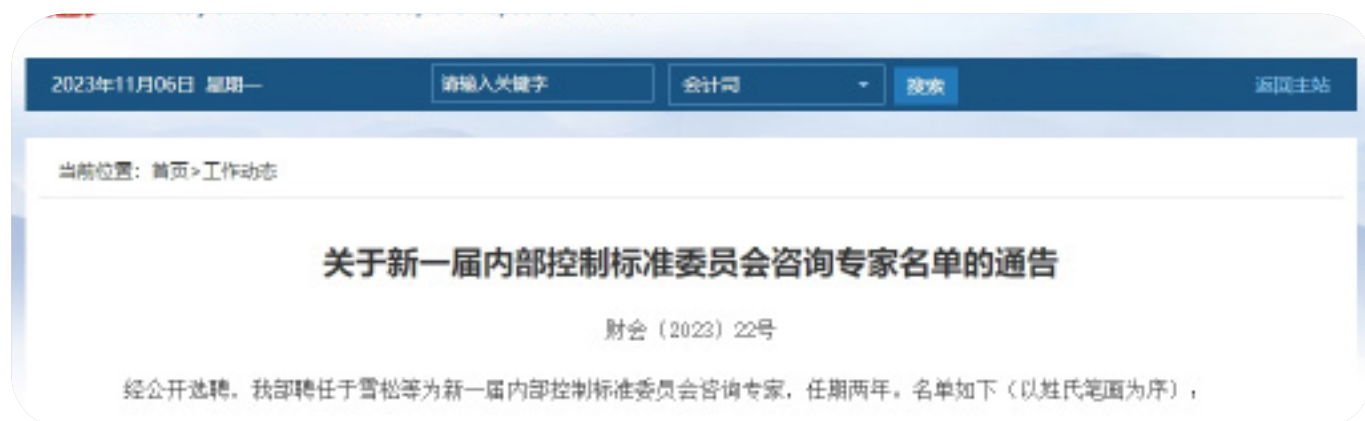 2023年11月06日 星期一 请输入关键字 会计司 搜索 返回主站
当前位置：首页>工作动态
关于新一届内部控制标准委员会咨询专家名单的通告
财会〔2023〕22号
经公开选聘，我部聘任于雪松等为新一届内部控制标准委员会咨询专家，任期两年。名单如下（以姓氏笔画为序）：